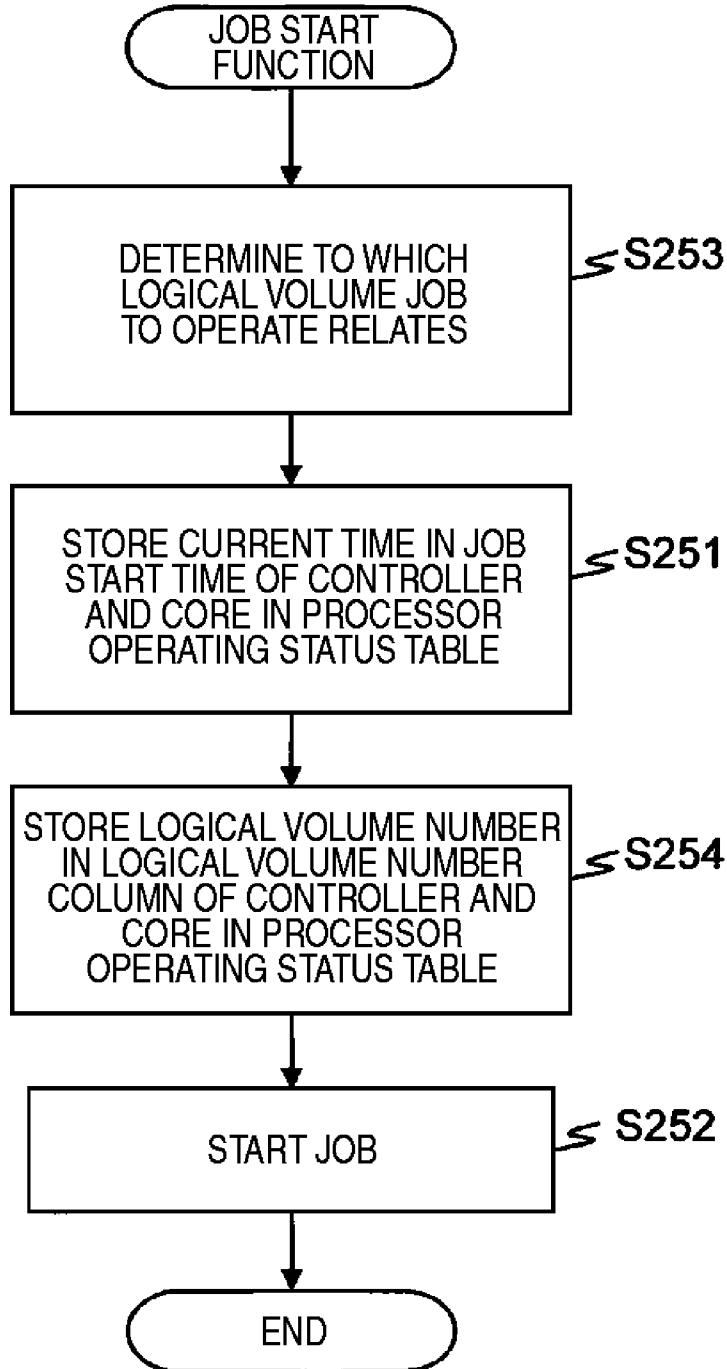 JOB START
FUNCTION
DETERMINE TO WHICH
LOGICAL VOLUME JOB
TO OPERATE RELATES
S253
STORE CURRENT TIME IN JOB
START TIME OF CONTROLLER
AND CORE IN PROCESSOR
OPERATING STATUS TABLE
S251
STORE LOGICAL VOLUME NUMBER
IN LOGICAL VOLUME NUMBER
COLUMN OF CONTROLLER AND
CORE IN PROCESSOR
OPERATING STATUS TABLE
S254
START JOB
S252
END